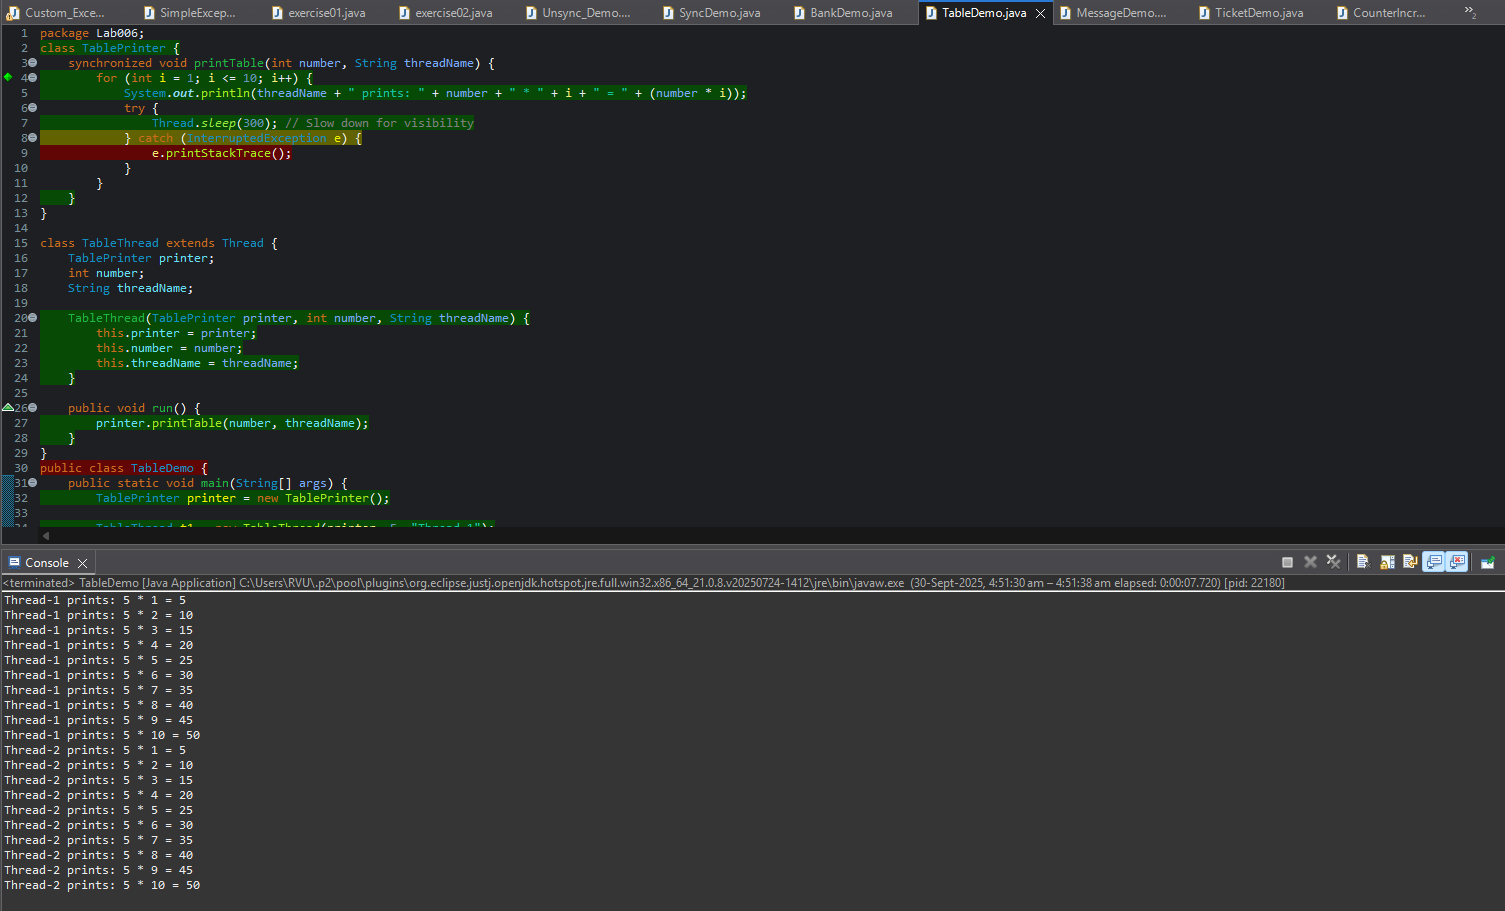 Custom_Exce... SimpleExcep... exercise01.java exercise02.java Unsync_Demo.... SyncDemo.java BankDemo.java TableDemo.java MessageDemo.... TicketDemo.java CounterIncr... »2
1 package Lab006;
2 class TablePrinter {
3 synchronized void printTable(int number, String threadName) {
4 for (int i = 1; i <= 10; i++) {
5 System.out.println(threadName + " prints: " + number + " * " + i + " = " + (number * i));
6 try {
7 Thread.sleep(300); // Slow down for visibility
8 } catch (InterruptedException e) {
9 e.printStackTrace();
10 }
11 }
12 }
13 }
14
15 class TableThread extends Thread {
16 TablePrinter printer;
17 int number;
18 String threadName;
19
20 TableThread(TablePrinter printer, int number, String threadName) {
21 this.printer = printer;
22 this.number = number;
23 this.threadName = threadName;
24 }
25
26 public void run() {
27 printer.printTable(number, threadName);
28 }
29 }
30 public class TableDemo {
31 public static void main(String[] args) {
32 TablePrinter printer = new TablePrinter();
33
34 TableThread t1 = new TableThread(printer, 5, "Thread-1");
Console
<terminated> TableDemo [Java Application] C:\Users\RVU\.p2\pool\plugins\org.eclipse.justj.openjdk.hotspot.jre.full.win32.x86_64_21.0.8.v20250724-1412\jre\bin\javaw.exe (30-Sept-2025, 4:51:30 am – 4:51:38 am elapsed: 0:00:07.720) [pid: 22180]
Thread-1 prints: 5 * 1 = 5
Thread-1 prints: 5 * 2 = 10
Thread-1 prints: 5 * 3 = 15
Thread-1 prints: 5 * 4 = 20
Thread-1 prints: 5 * 5 = 25
Thread-1 prints: 5 * 6 = 30
Thread-1 prints: 5 * 7 = 35
Thread-1 prints: 5 * 8 = 40
Thread-1 prints: 5 * 9 = 45
Thread-1 prints: 5 * 10 = 50
Thread-2 prints: 5 * 1 = 5
Thread-2 prints: 5 * 2 = 10
Thread-2 prints: 5 * 3 = 15
Thread-2 prints: 5 * 4 = 20
Thread-2 prints: 5 * 5 = 25
Thread-2 prints: 5 * 6 = 30
Thread-2 prints: 5 * 7 = 35
Thread-2 prints: 5 * 8 = 40
Thread-2 prints: 5 * 9 = 45
Thread-2 prints: 5 * 10 = 50